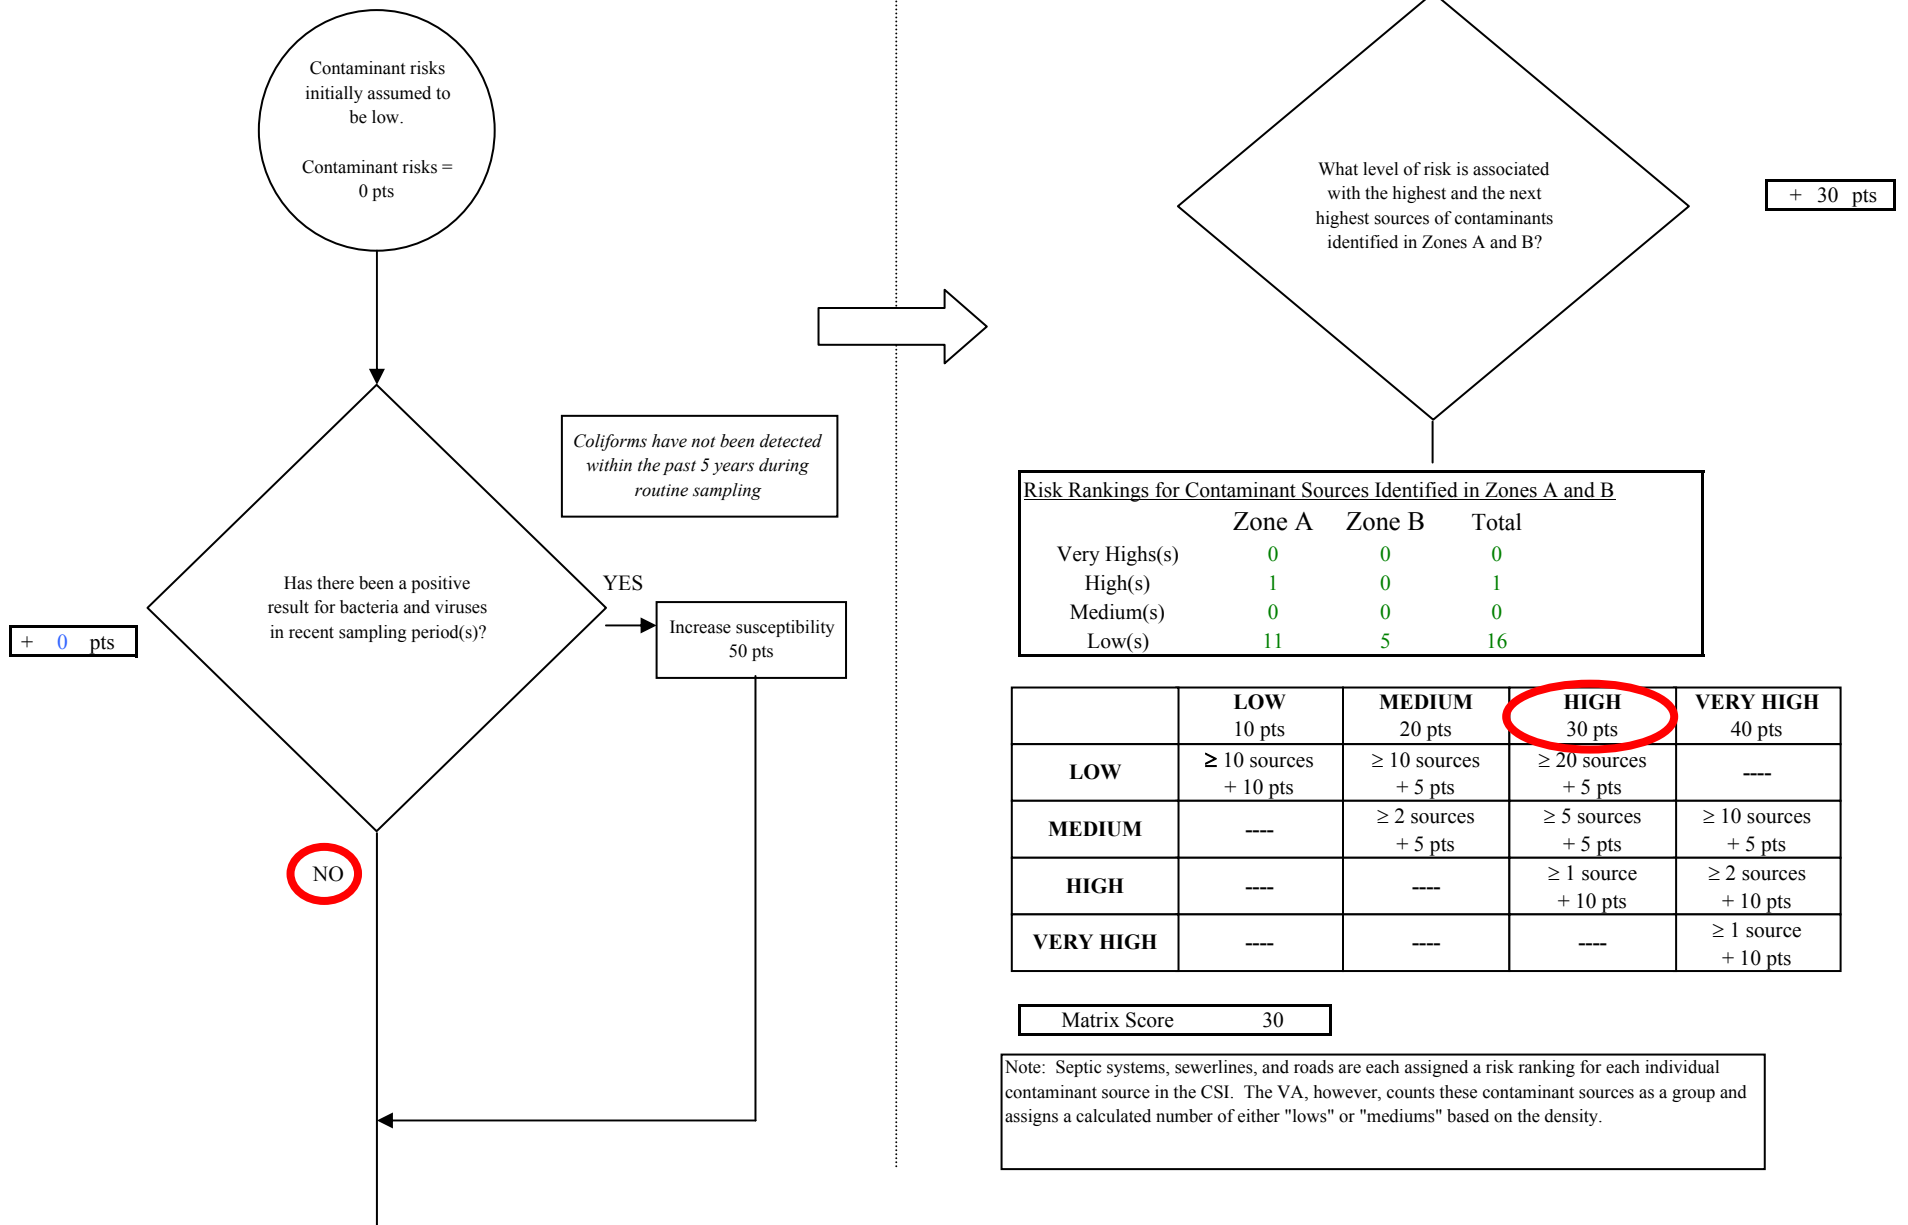 Contaminant risks
initially assumed to
be low.
Contaminant risks =
0 pts
Coliforms have not been detected
within the past 5 years during
routine sampling
Has there been a positive
result for bacteria and viruses
in recent sampling period(s)?
YES
Increase susceptibility
50 pts
+ 0 pts
NO
What level of risk is associated
with the highest and the next
highest sources of contaminants
identified in Zones A and B?
+ 30 pts
Risk Rankings for Contaminant Sources Identified in Zones A and B
Zone A Zone B Total
Very Highs(s) 0 0 0
High(s) 1 0 1
Medium(s) 0 0 0
Low(s) 11 5 16
LOW MEDIUM HIGH VERY HIGH
10 pts 20 pts 30 pts 40 pts
LOW ≥ 10 sources ≥ 10 sources ≥ 20 sources ----
+ 10 pts + 5 pts + 5 pts
MEDIUM ---- ≥ 2 sources ≥ 5 sources ≥ 10 sources
+ 5 pts + 5 pts + 5 pts
HIGH ---- ---- ≥ 1 source ≥ 2 sources
+ 10 pts + 10 pts
VERY HIGH ---- ---- ---- ≥ 1 source
+ 10 pts
Matrix Score 30
Note: Septic systems, sewerlines, and roads are each assigned a risk ranking for each individual
contaminant source in the CSI. The VA, however, counts these contaminant sources as a group and
assigns a calculated number of either "lows" or "mediums" based on the density.